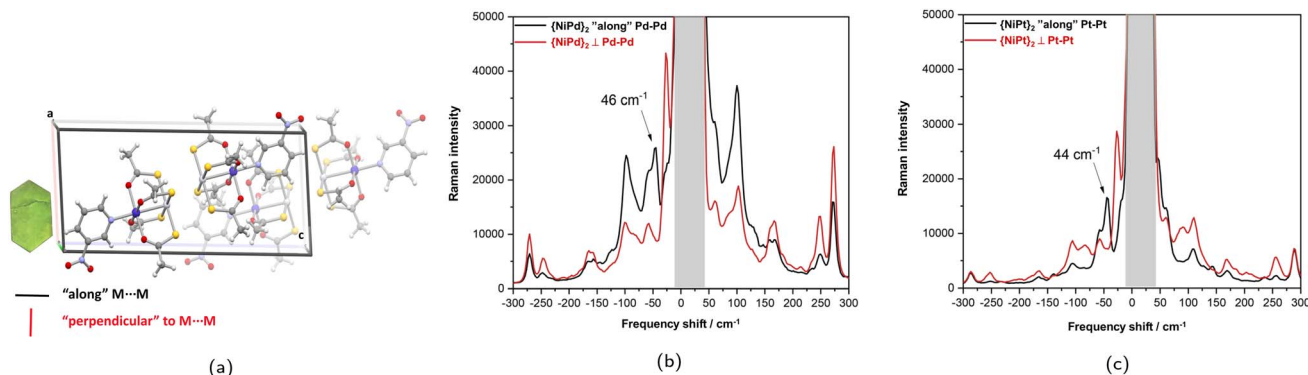 a
c
"along" M···M
"perpendicular" to M···M
(a)
{NiPd}₂ "along" Pd-Pd
{NiPd}₂ ⊥ Pd-Pd
46 cm⁻¹
Raman intensity
50000
40000
30000
20000
10000
0
-300 -250 -200 -150 -100 -50 0 50 100 150 200 250 300
Frequency shift / cm⁻¹
(b)
{NiPt}₂ "along" Pt-Pt
{NiPt}₂ ⊥ Pt-Pt
44 cm⁻¹
Raman intensity
50000
40000
30000
20000
10000
0
-300 -250 -200 -150 -100 -50 0 50 100 150 200 250 300
Frequency shift / cm⁻¹
(c)